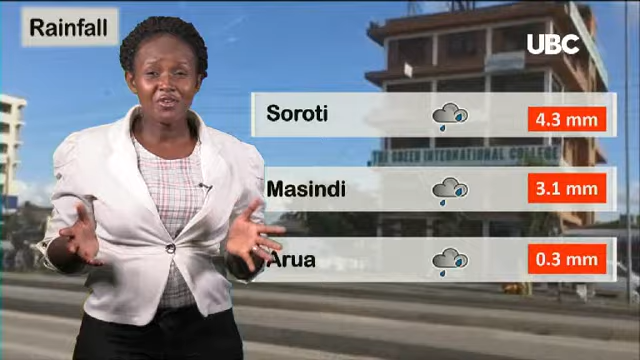 Rainfall
UBC
Soroti 4.3 mm
THE GREEN INTERNATIONAL COLLEGE
Masindi 3.1 mm
Arua 0.3 mm